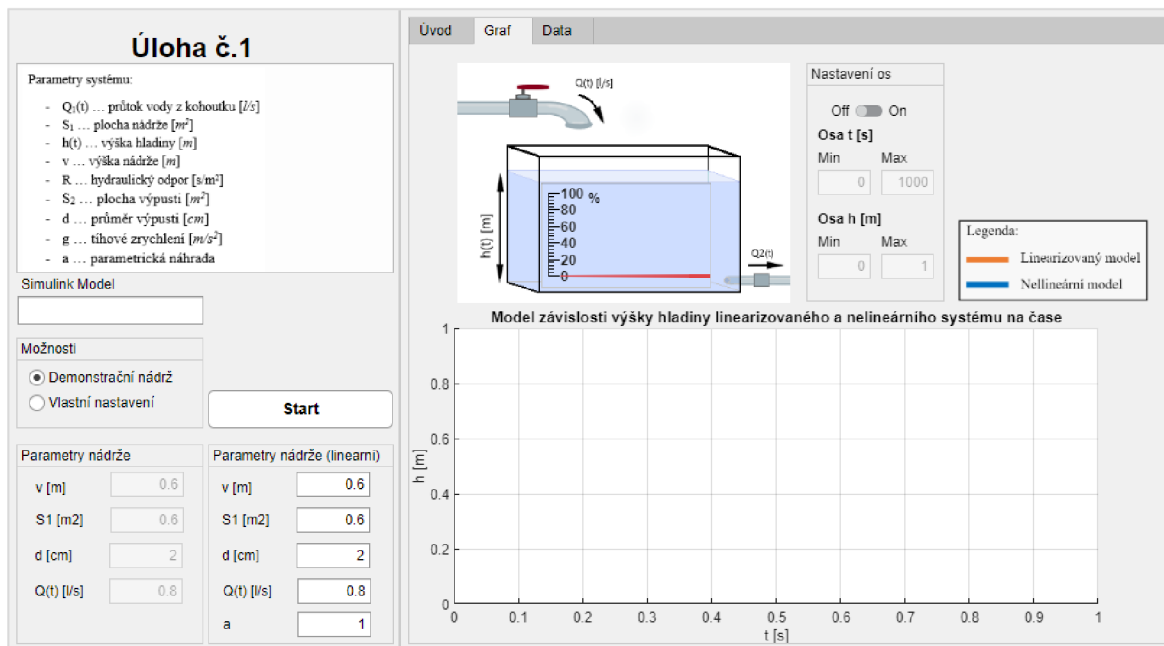 Úloha č.1
Parametry systému:
- Q₁(t) … průtok vody z kohoutku [l/s]
- S₁ … plocha nádrže [m²]
- h(t) … výška hladiny [m]
- v … výška nádrže [m]
- R … hydraulický odpor [s/m²]
- S₂ … plocha výpusti [m²]
- d … průměr výpusti [cm]
- g … tíhové zrychlení [m/s²]
- a … parametrická náhrada
Simulink Model
Možnosti
Demonstrační nádrž
Vlastní nastavení
Start
Parametry nádrže
v [m] 0.6
S1 [m2] 0.6
d [cm] 2
Q(t) [l/s] 0.8
Parametry nádrže (linearni)
v [m] 0.6
S1 [m2] 0.6
d [cm] 2
Q(t) [l/s] 0.8
a 1
Úvod Graf Data
Q(t) [l/s]
h(t) [m]
100 %
80
60
40
20
0
Q2(t)
Nastavení os
Off On
Osa t [s]
Min Max
0 1000
Osa h [m]
Min Max
0 1
Legenda:
Linearizovaný model
Nellineární model
Model závislosti výšky hladiny linearizovaného a nelineárního systému na čase
h [m]
1
0.8
0.6
0.4
0.2
0
0 0.1 0.2 0.3 0.4 0.5 0.6 0.7 0.8 0.9 1
t [s]